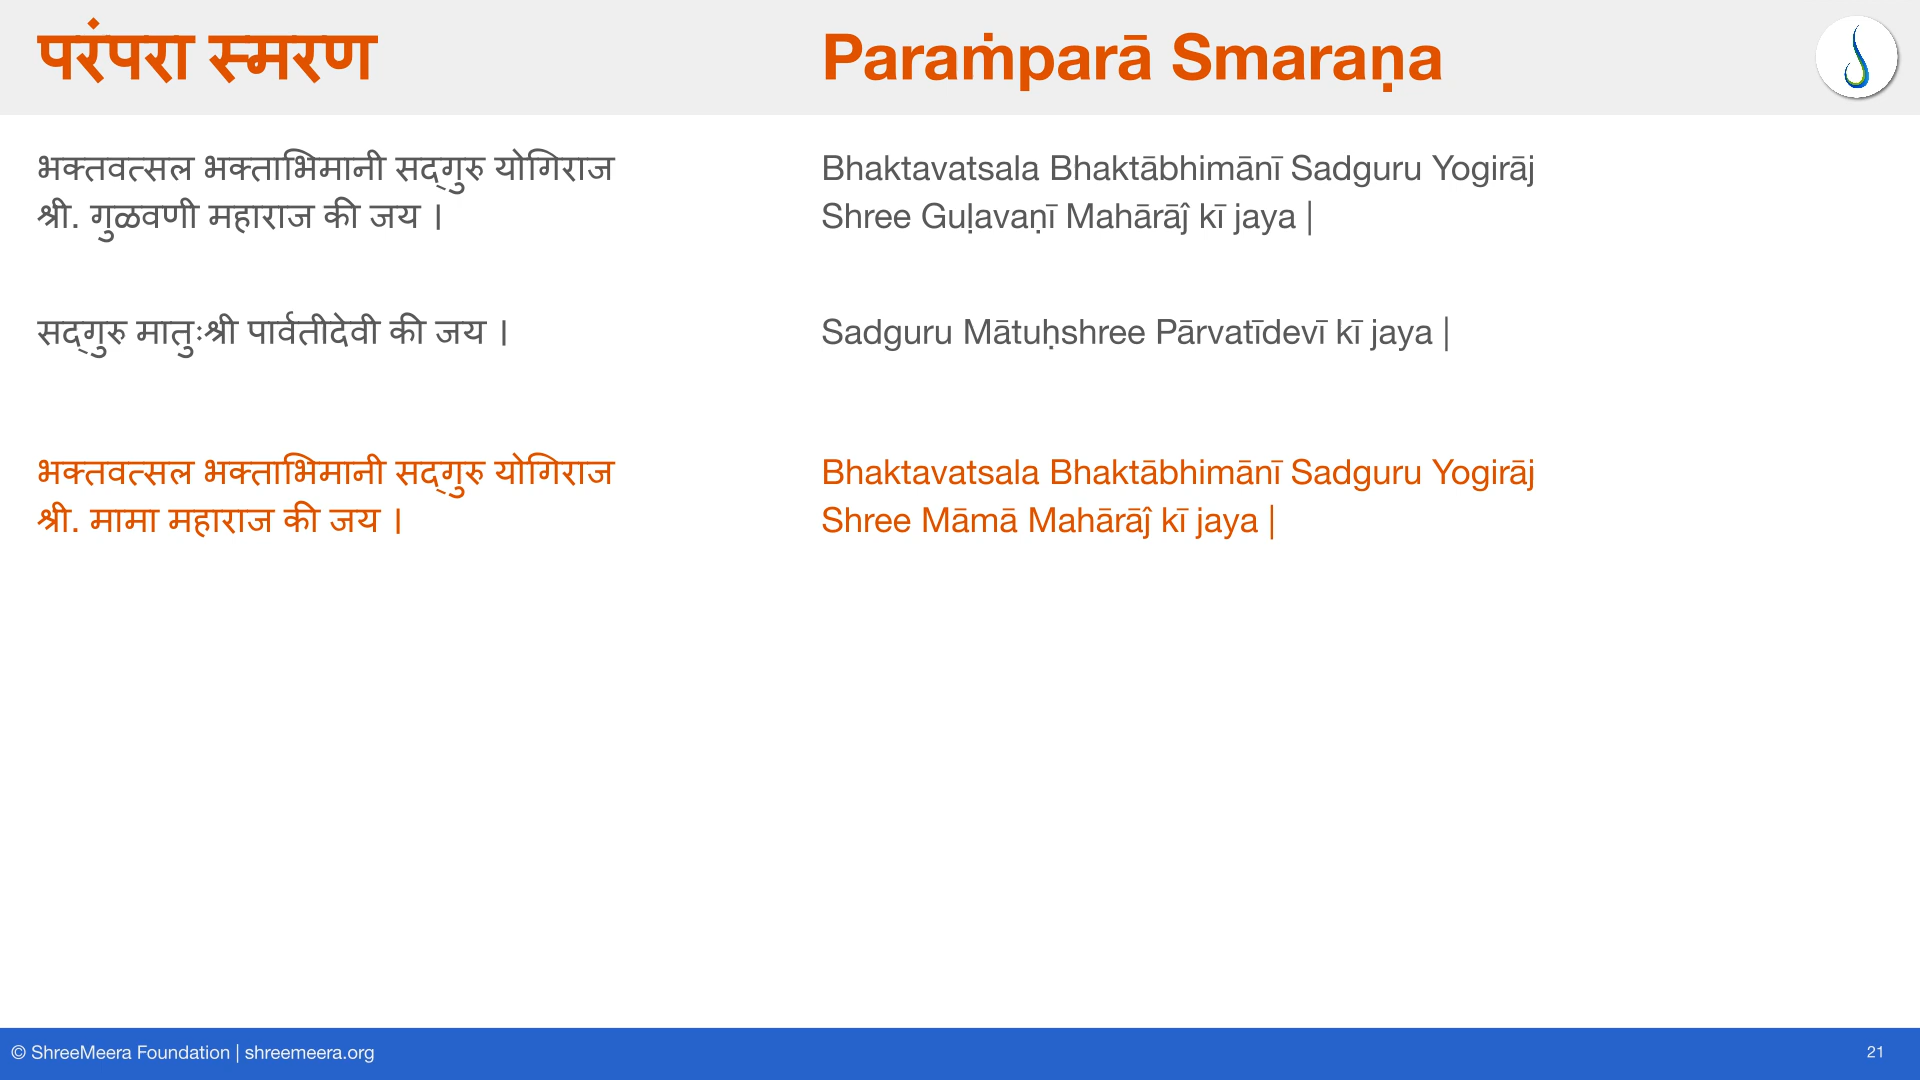 परंपरा स्मरण
Paraṁparā Smaraṇa
भक्तवत्सल भक्ताभिमानी सद्‌गुरु योगिराज
श्री. गुळवणी महाराज की जय ।
सद्‌गुरु मातुःश्री पार्वतीदेवी की जय ।
भक्तवत्सल भक्ताभिमानी सद्‌गुरु योगिराज
श्री. मामा महाराज की जय ।
Bhaktavatsala Bhaktābhimānī Sadguru Yogirāj
Shree Guḷavaṇī Mahārāĵ kī jaya |
Sadguru Mātuḥshree Pārvatīdevī kī jaya |
Bhaktavatsala Bhaktābhimānī Sadguru Yogirāj
Shree Māmā Mahārāĵ kī jaya |
© ShreeMeera Foundation | shreemeera.org
21